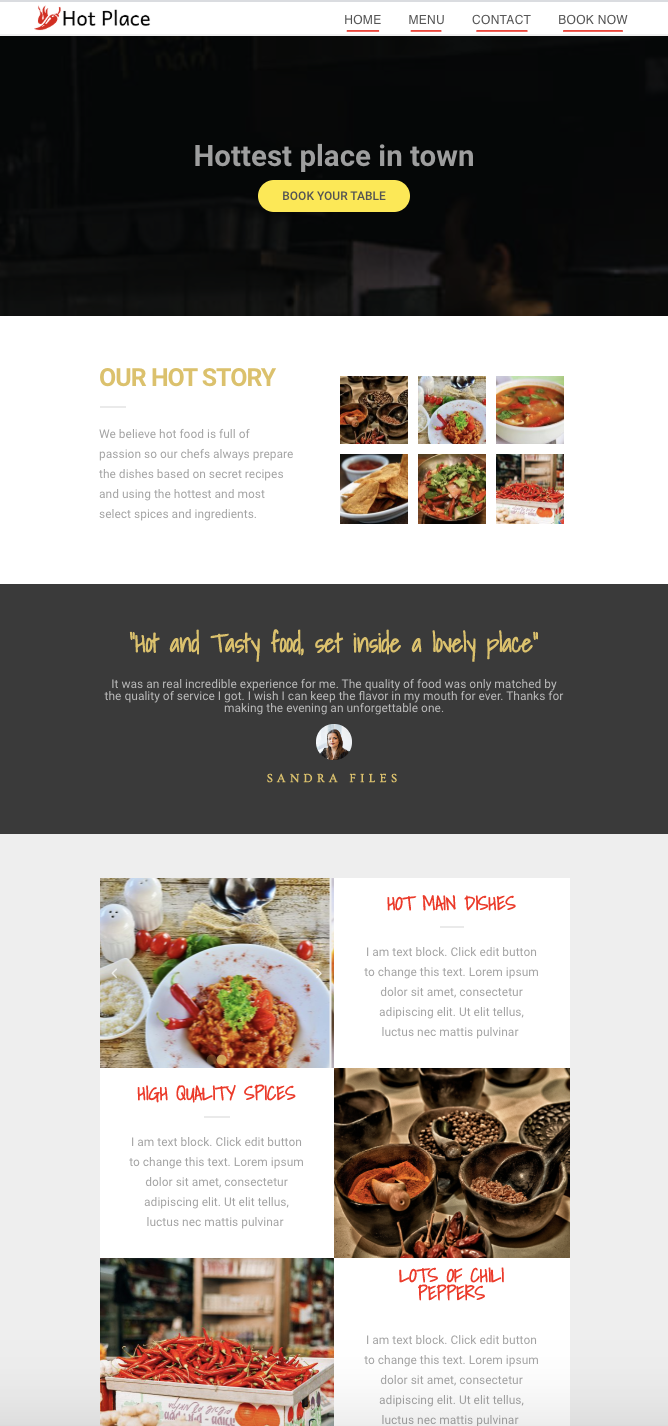 Hot Place
HOME
MENU
CONTACT
BOOK NOW
Hottest place in town
BOOK YOUR TABLE
OUR HOT STORY
We believe hot food is full of
passion so our chefs always prepare
the dishes based on secret recipes
and using the hottest and most
select spices and ingredients.
"Hot and Tasty food, set inside a lovely place"
It was an real incredible experience for me. The quality of food was only matched by
the quality of service I got. I wish I can keep the flavor in my mouth for ever. Thanks for
making the evening an unforgettable one.
SANDRA FILES
HOT MAIN DISHES
I am text block. Click edit button
to change this text. Lorem ipsum
dolor sit amet, consectetur
adipiscing elit. Ut elit tellus,
luctus nec mattis pulvinar
HIGH QUALITY SPICES
I am text block. Click edit button
to change this text. Lorem ipsum
dolor sit amet, consectetur
adipiscing elit. Ut elit tellus,
luctus nec mattis pulvinar
LOTS OF CHILI
PEPPERS
I am text block. Click edit button
to change this text. Lorem ipsum
dolor sit amet, consectetur
adipiscing elit. Ut elit tellus,
luctus nec mattis pulvinar